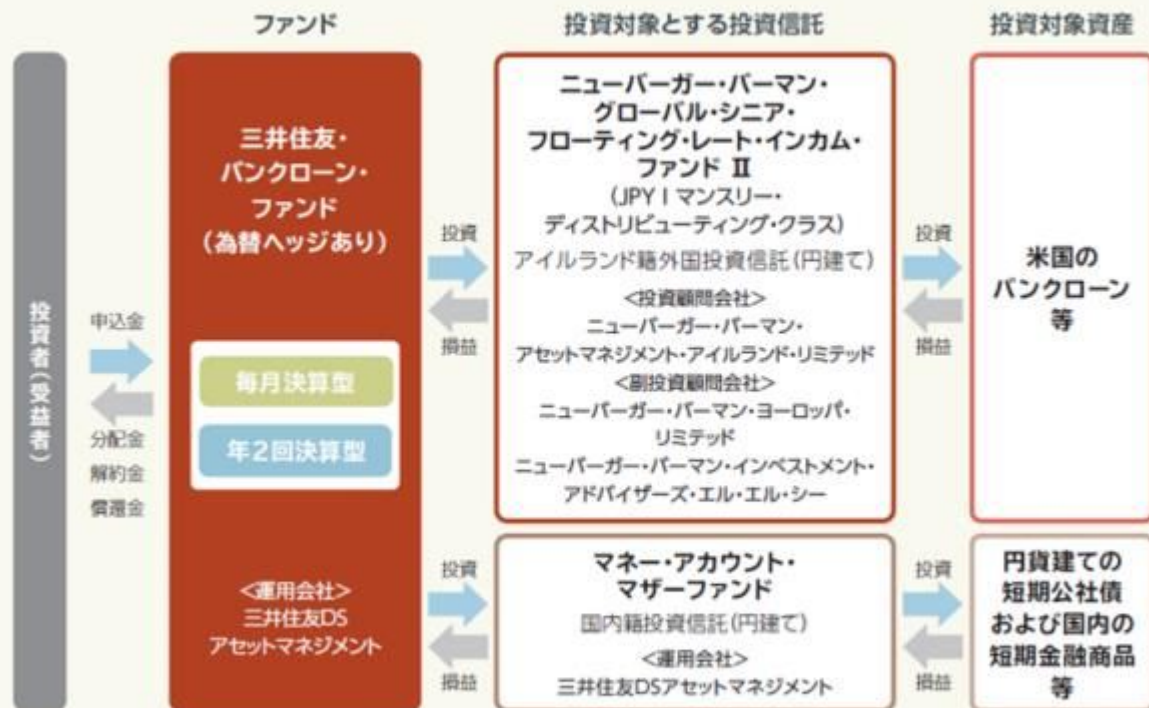 ファンド
投資対象とする投資信託
投資対象資産
投資者(受益者)
申込金
分配金
解約金
償還金
三井住友・
バンクローン・
ファンド
(為替ヘッジあり)
毎月決算型
年2回決算型
<運用会社>
三井住友DS
アセットマネジメント
投資
損益
ニューバーガー・バーマン・
グローバル・シニア・
フローティング・レート・インカム・
ファンド Ⅱ
(JPY I マンスリー・
ディストリビューティング・クラス)
アイルランド籍外国投資信託(円建て)
<投資顧問会社>
ニューバーガー・バーマン・
アセットマネジメント・アイルランド・リミテッド
<副投資顧問会社>
ニューバーガー・バーマン・ヨーロッパ・
リミテッド
ニューバーガー・バーマン・インベストメント・
アドバイザーズ・エル・エル・シー
投資
損益
米国の
バンクローン
等
投資
損益
マネー・アカウント・
マザーファンド
国内籍投資信託(円建て)
<運用会社>
三井住友DSアセットマネジメント
投資
損益
円貨建ての
短期公社債
および国内の
短期金融商品
等